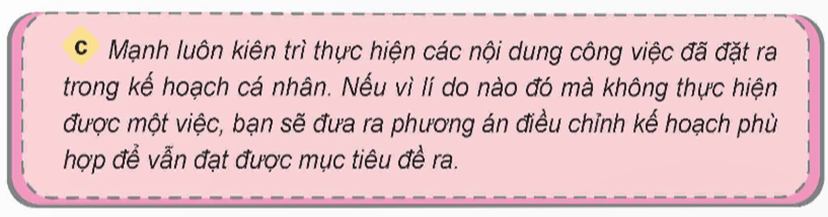 C Mạnh luôn kiên trì thực hiện các nội dung công việc đã đặt ra
trong kế hoạch cá nhân. Nếu vì lí do nào đó mà không thực hiện
được một việc, bạn sẽ đưa ra phương án điều chỉnh kế hoạch phù
hợp để vẫn đạt được mục tiêu đề ra.